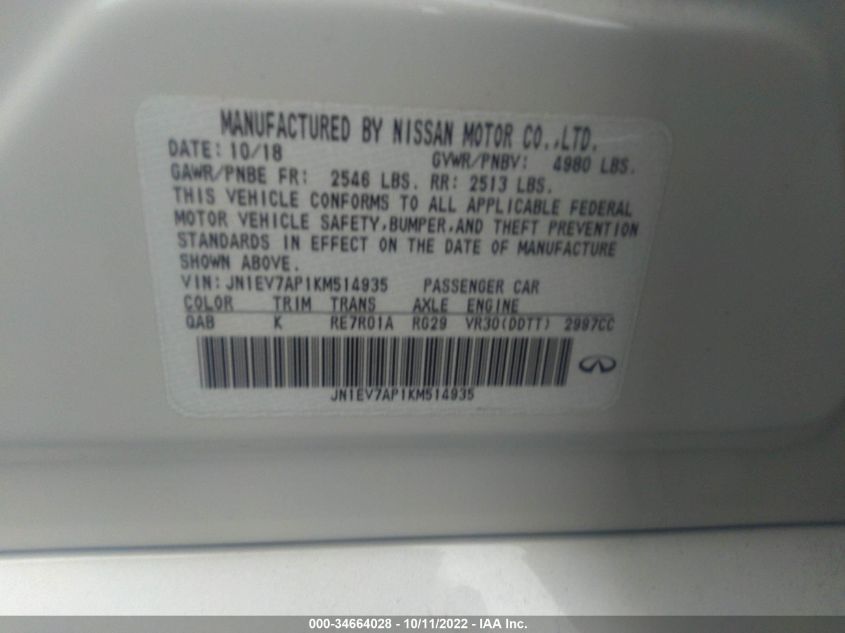 MANUFACTURED BY NISSAN MOTOR CO.,LTD.
DATE: 10/18 GVWR/PNBV: 4980 LBS.
GAWR/PNBE FR: 2546 LBS. RR: 2513 LBS.
THIS VEHICLE CONFORMS TO ALL APPLICABLE FEDERAL
MOTOR VEHICLE SAFETY,BUMPER,AND THEFT PREVENTION
STANDARDS IN EFFECT ON THE DATE OF MANUFACTURE
SHOWN ABOVE.
VIN: JN1EV7AP1KM514935 PASSENGER CAR
COLOR TRIM TRANS AXLE ENGINE
QAB K RE7R01A RG29 VR30(DDTT) 2997CC
JN1EV7AP1KM514935
000-34664028 - 10/11/2022 - IAA Inc.